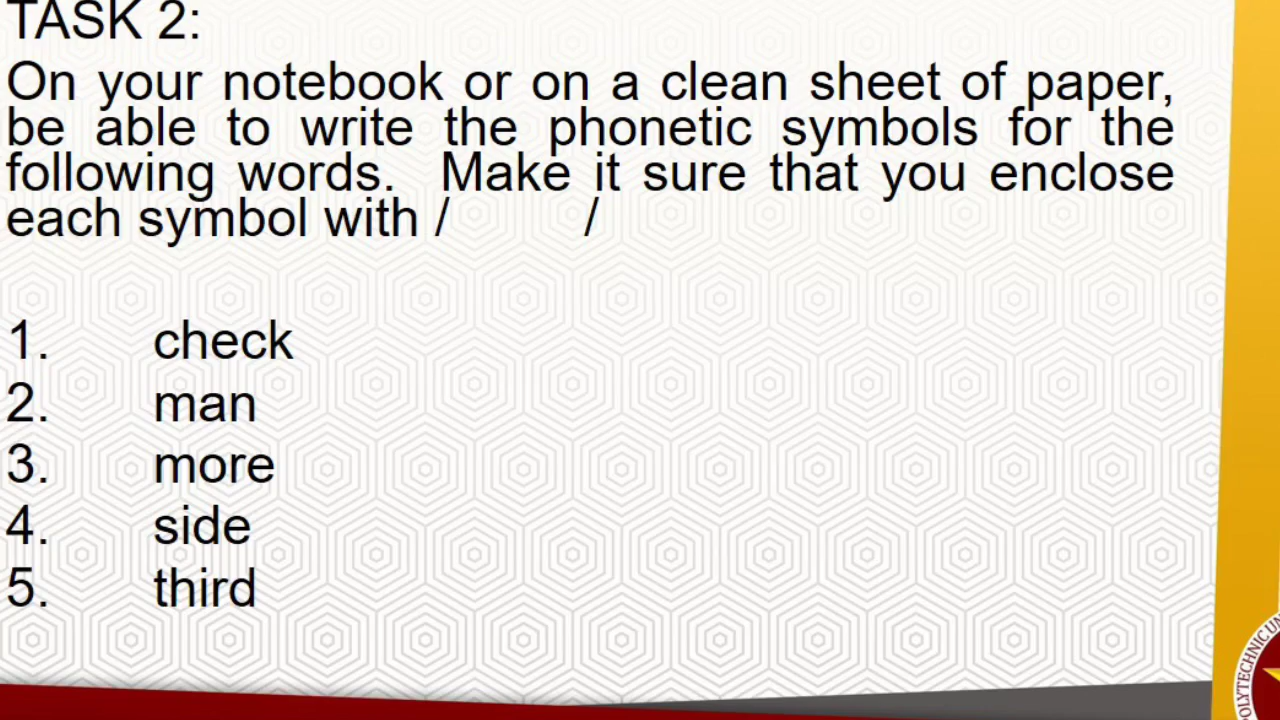 TASK 2:
On your notebook or on a clean sheet of paper,
be able to write the phonetic symbols for the
following words. Make it sure that you enclose
each symbol with / /
1. check
2. man
3. more
4. side
5. third
POLYTECHNIC